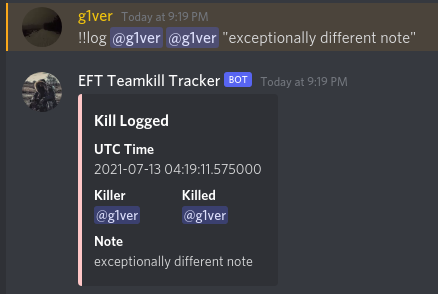 g1ver Today at 9:19 PM
!!log @g1ver @g1ver "exceptionally different note"
EFT Teamkill Tracker BOT Today at 9:19 PM
Kill Logged
UTC Time
2021-07-13 04:19:11.575000
Killer Killed
@g1ver @g1ver
Note
exceptionally different note